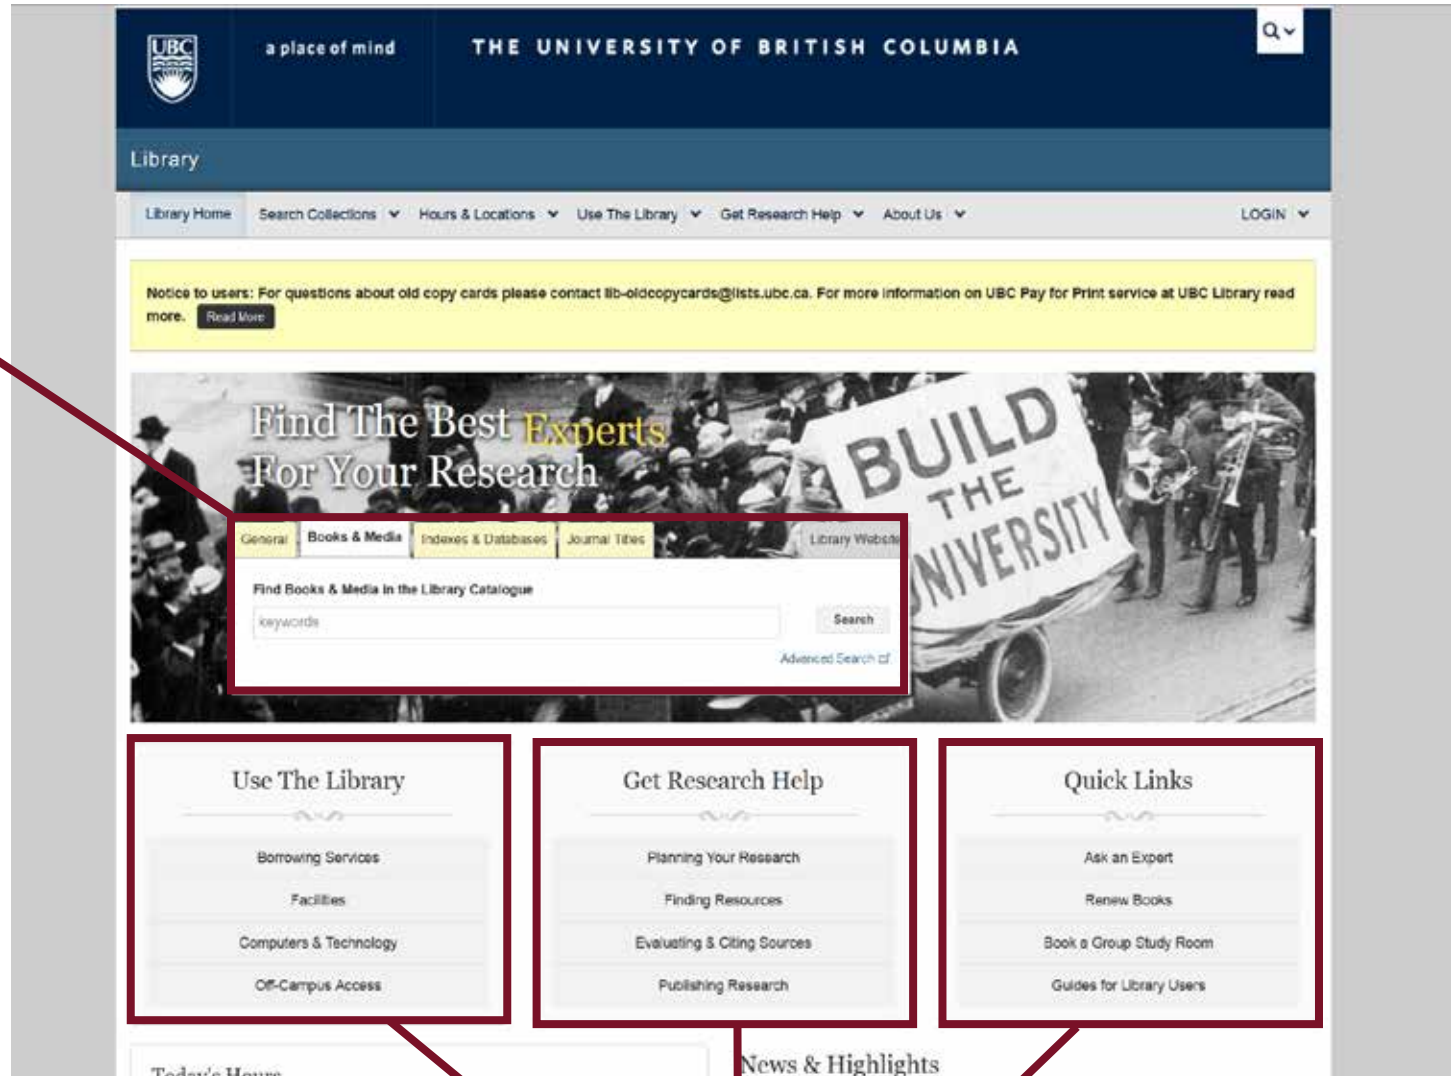 UBC
a place of mind
THE UNIVERSITY OF BRITISH COLUMBIA
Library
Library Home Search Collections Hours & Locations Use The Library Get Research Help About Us LOGIN
Notice to users: For questions about old copy cards please contact lib-oldcopycards@lists.ubc.ca. For more information on UBC Pay for Print service at UBC Library read
more. Read More
Find The Best Experts
For Your Research
BUILD
THE
UNIVERSITY
General Books & Media Indexes & Databases Journal Titles Library Website
Find Books & Media in the Library Catalogue
keywords Search
Advanced Search
Use The Library
Borrowing Services
Facilities
Computers & Technology
Off-Campus Access
Get Research Help
Planning Your Research
Finding Resources
Evaluating & Citing Sources
Publishing Research
Quick Links
Ask an Expert
Renew Books
Book a Group Study Room
Guides for Library Users
Today's Hours
News & Highlights